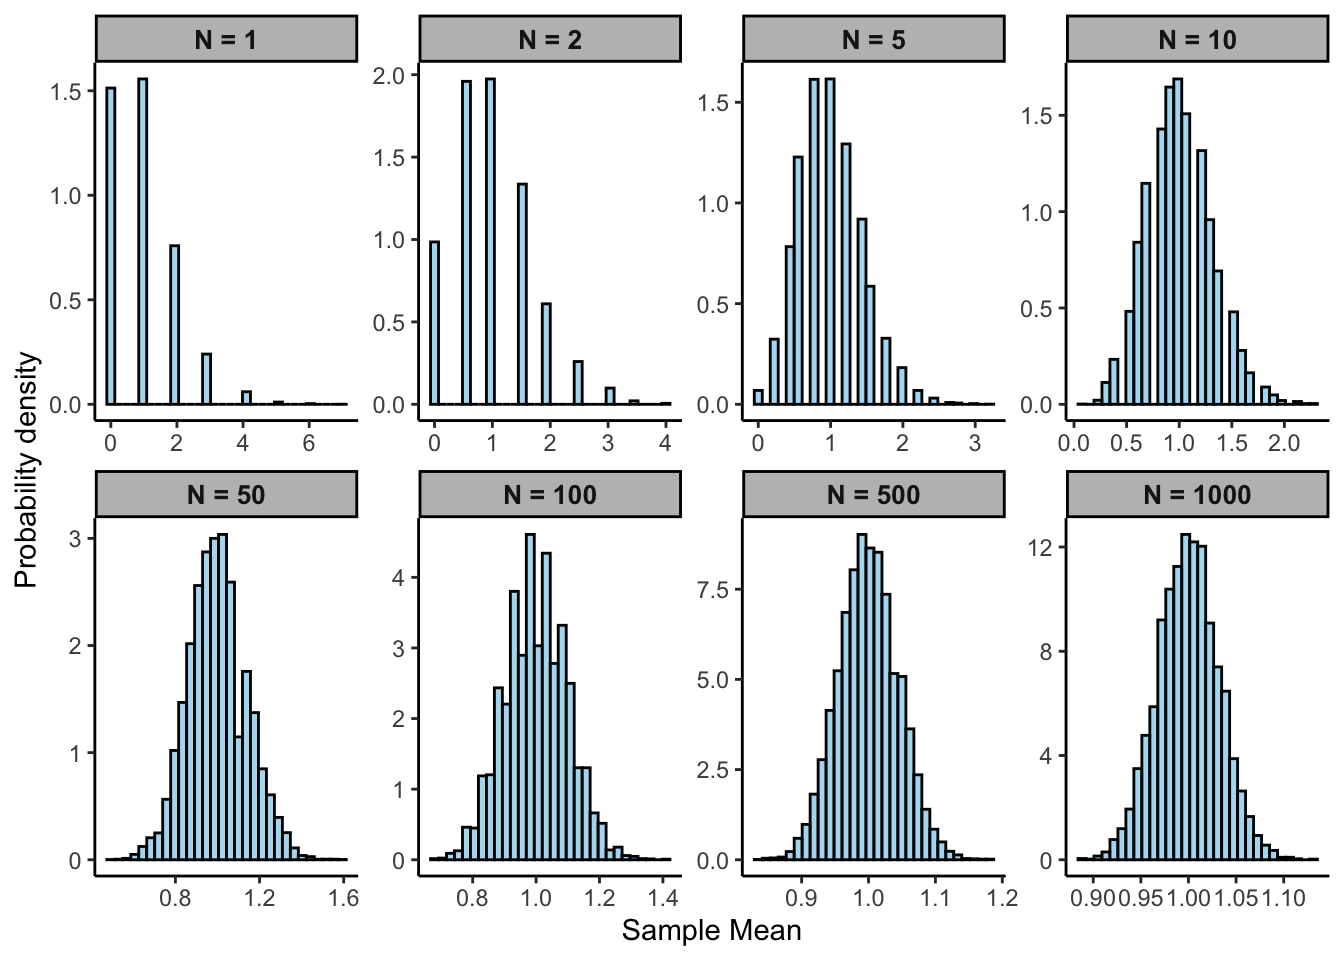 N = 1
N = 2
N = 5
N = 10
1.5
1.0
0.5
0.0
0 2 4 6
2.0
1.5
1.0
0.5
0.0
0 1 2 3 4
1.5
1.0
0.5
0.0
0 1 2 3
1.5
1.0
0.5
0.0
0.0 0.5 1.0 1.5 2.0
Probability density
N = 50
N = 100
N = 500
N = 1000
3
2
1
0
0.8 1.2 1.6
4
3
2
1
0
0.8 1.0 1.2 1.4
7.5
5.0
2.5
0.0
0.9 1.0 1.1 1.2
12
8
4
0
0.90 0.95 1.00 1.05 1.10
Sample Mean